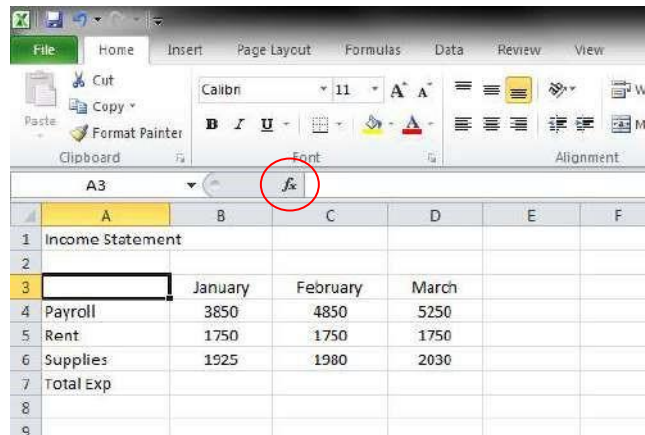 File Home Insert Page Layout Formulas Data Review View
Cut
Copy
Paste
Format Painter
Calibri 11 A A
B I U A
Clipboard Font Alignment
A3 fx
A B C D E F
1 Income Statement
2
3 January February March
4 Payroll 3850 4850 5250
5 Rent 1750 1750 1750
6 Supplies 1925 1980 2030
7 Total Exp
8
9